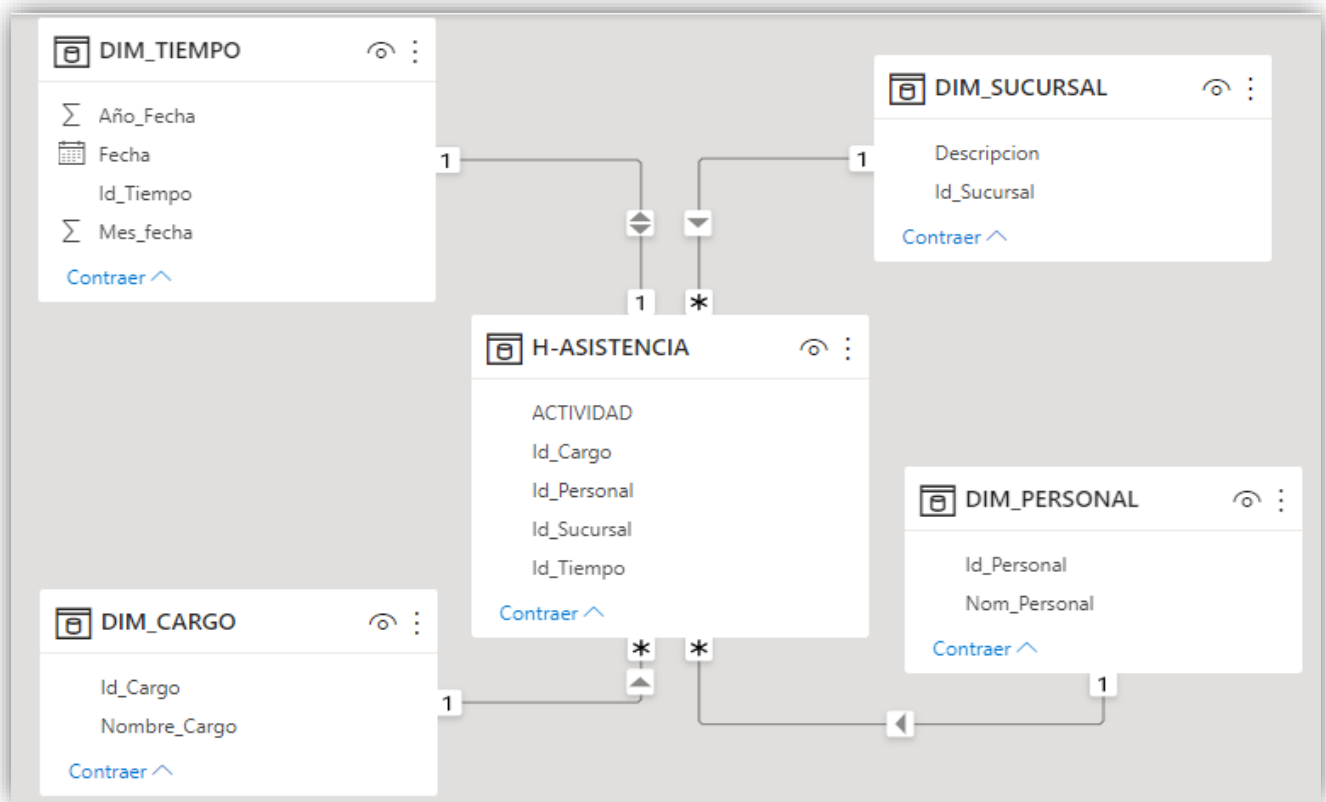 DIM_TIEMPO
Σ Año_Fecha
Fecha
Id_Tiempo
Σ Mes_fecha
Contraer
1
1
DIM_SUCURSAL
Descripcion
Id_Sucursal
Contraer
1
*
H-ASISTENCIA
ACTIVIDAD
Id_Cargo
Id_Personal
Id_Sucursal
Id_Tiempo
Contraer
*
*
DIM_PERSONAL
Id_Personal
Nom_Personal
Contraer
1
DIM_CARGO
Id_Cargo
Nombre_Cargo
Contraer
1